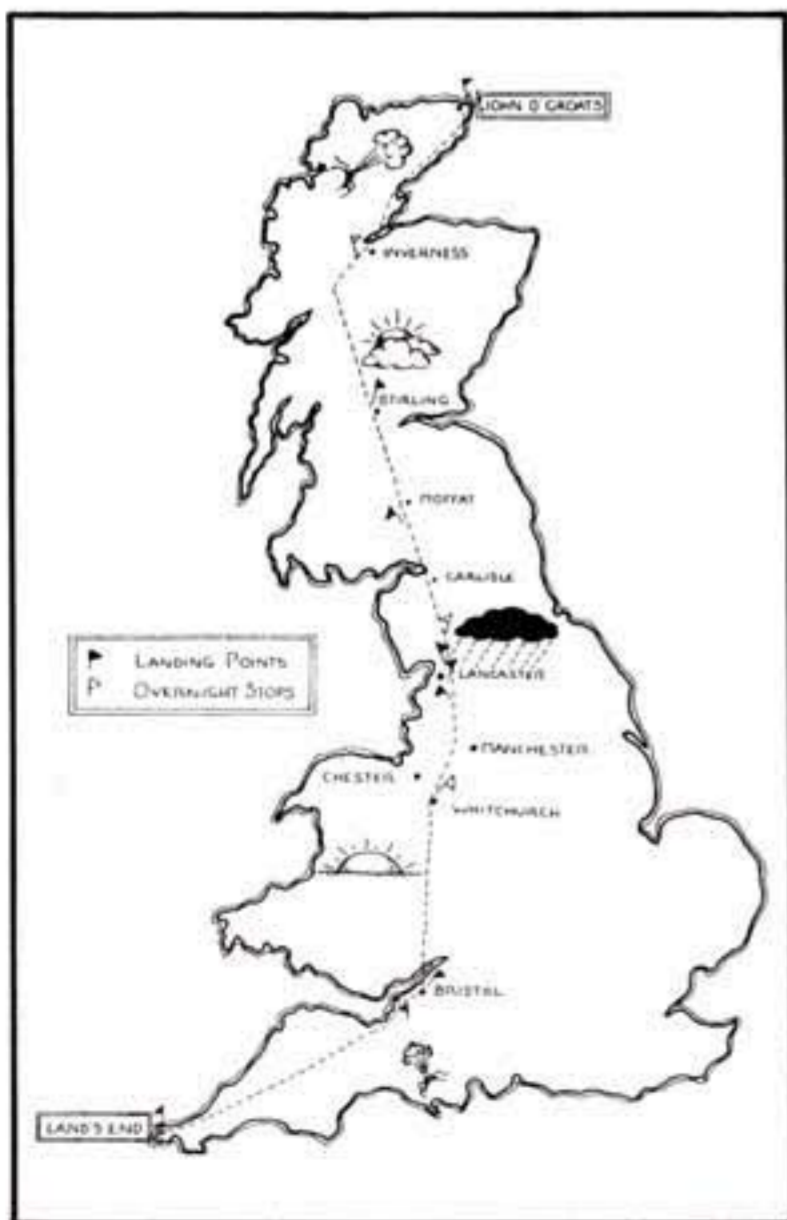 JOHN O' GROATS
INVERNESS
STIRLING
MOFFAT
CARLISLE
LANDING POINTS
OVERNIGHT STOPS
LANCASTER
MANCHESTER
CHESTER
WHITCHURCH
BRISTOL
LAND'S END